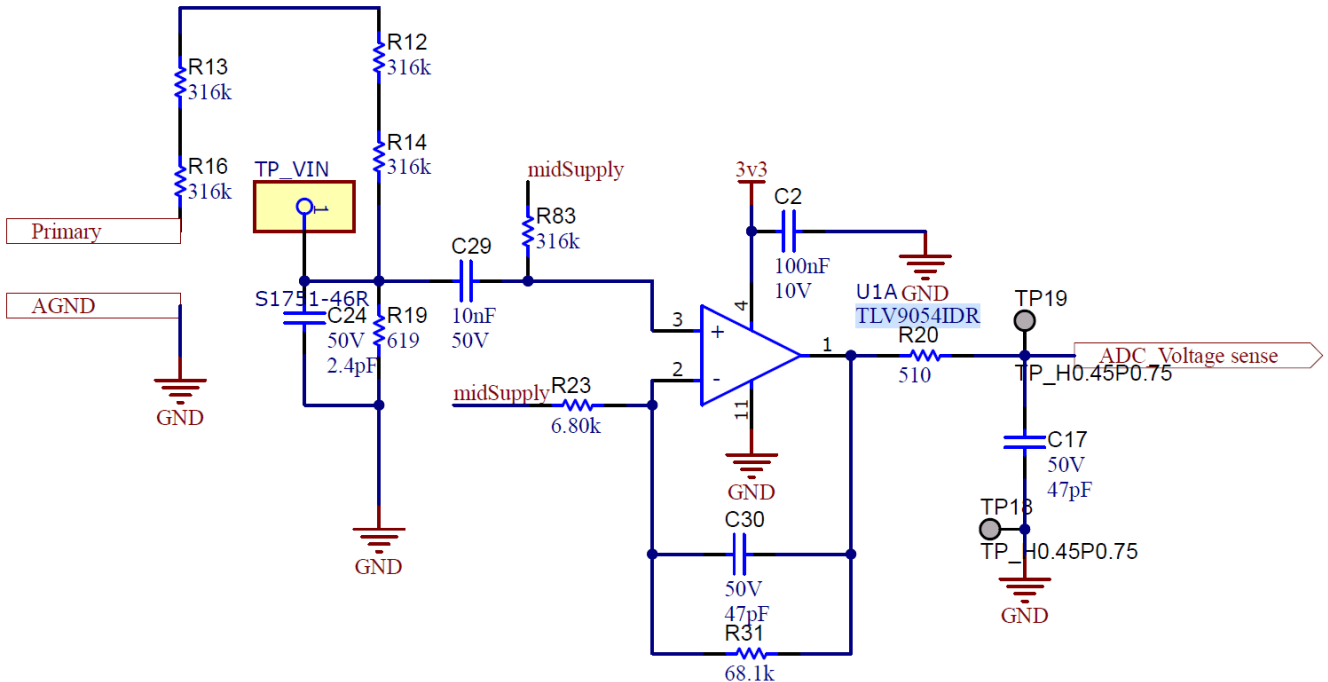 R12
316k
R13
316k
R14
316k
R16
316k
TP_VIN
1
midSupply
3v3
C2
100nF
10V
GND
R83
316k
Primary
C29
10nF
50V
AGND
S1751-46R
C24
50V
2.4pF
R19
619
GND
U1A
TLV9054IDR
4
3
+
2
-
1
11
GND
TP19
TP_H0.45P0.75
R20
510
ADC_Voltage sense
midSupply
R23
6.80k
C17
50V
47pF
TP18
TP_H0.45P0.75
GND
GND
C30
50V
47pF
R31
68.1k